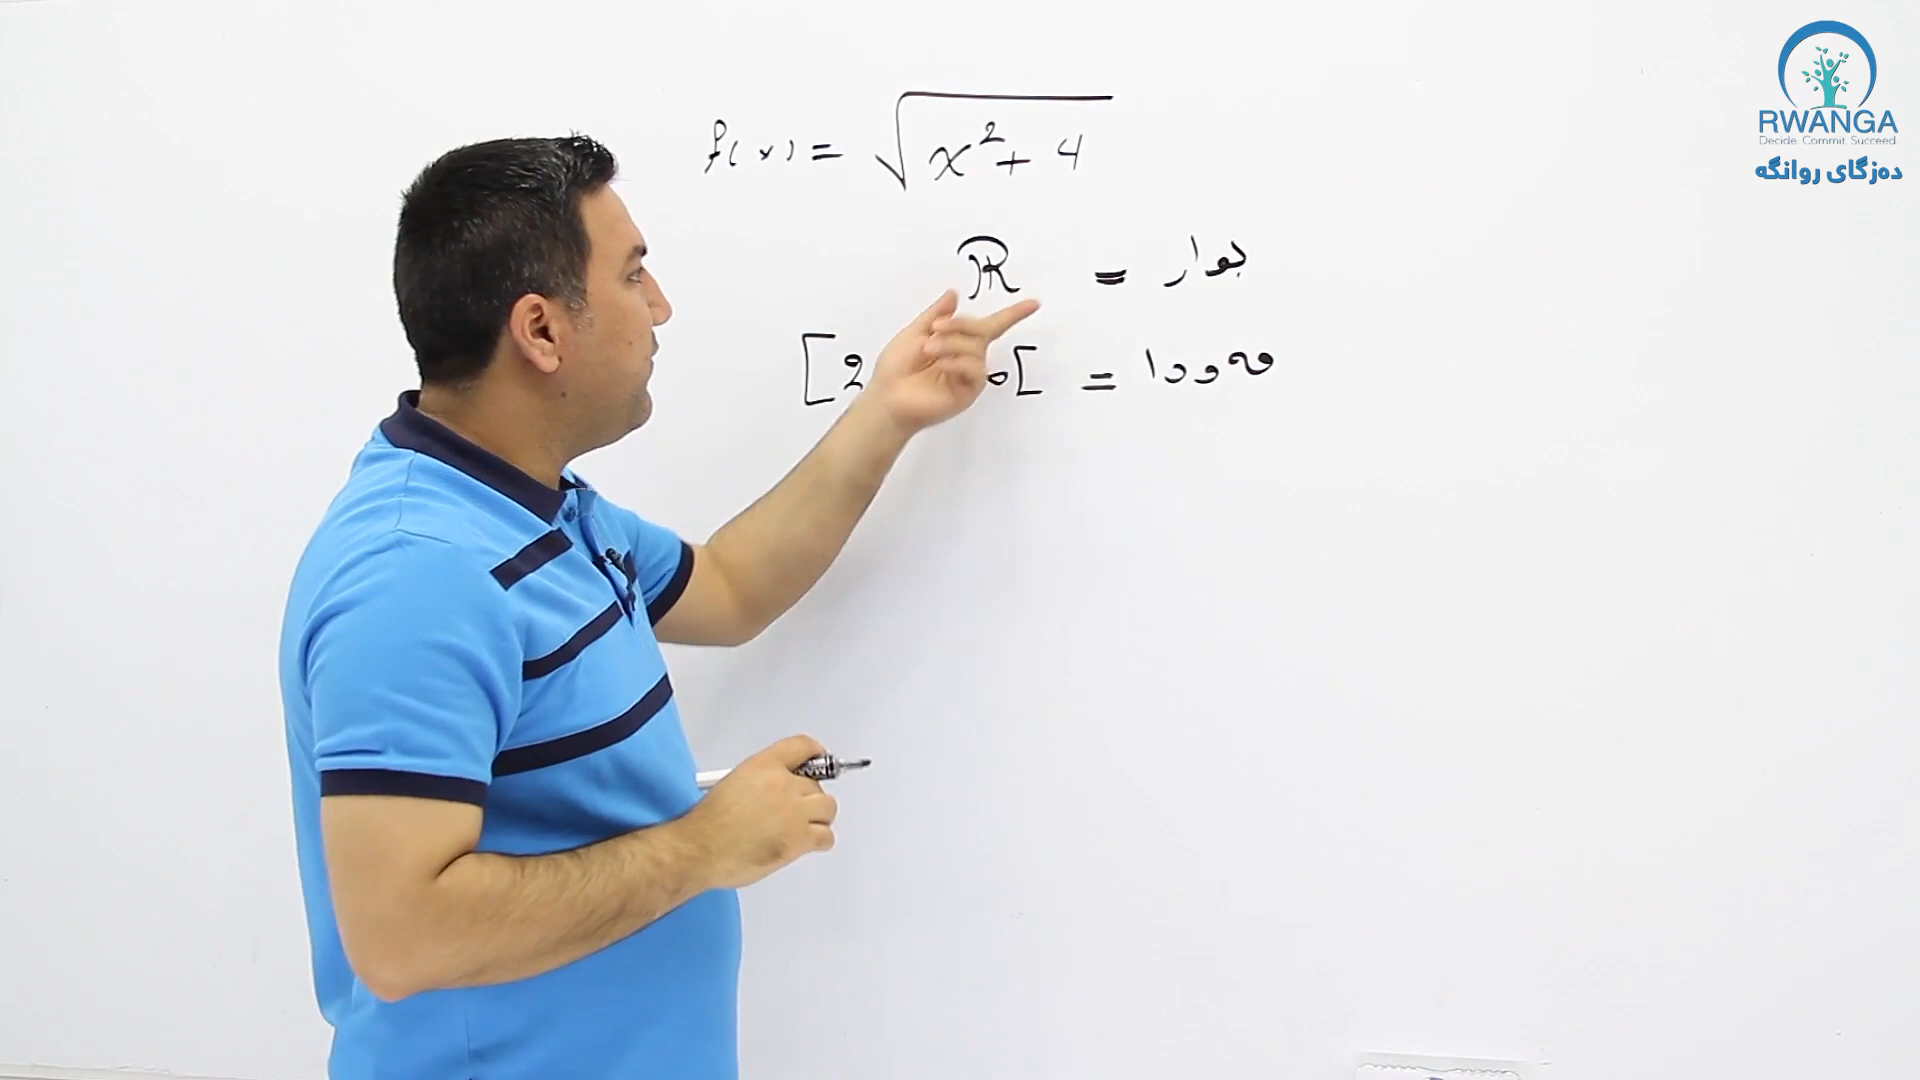 f(x) = √x² + 4
ℝ = بوار
[2 ∞[ = مەودا
RWANGA
Decide. Commit. Succeed
دەزگای روانگە